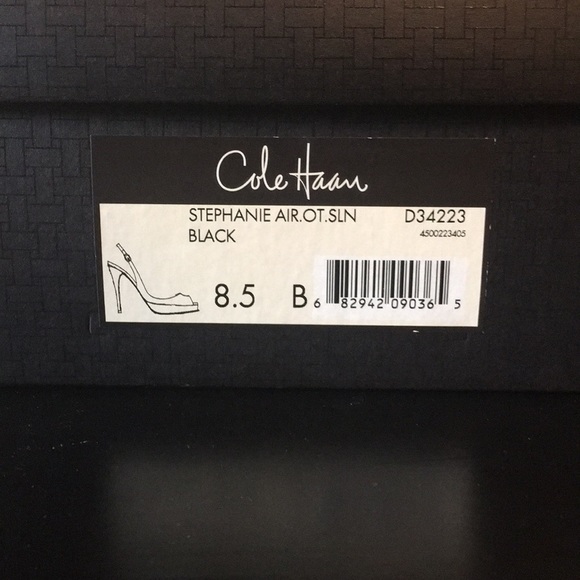 Cole Haan
STEPHANIE AIR.OT.SLN D34223
BLACK 4500223405
8.5 B
6 82942 09036 5